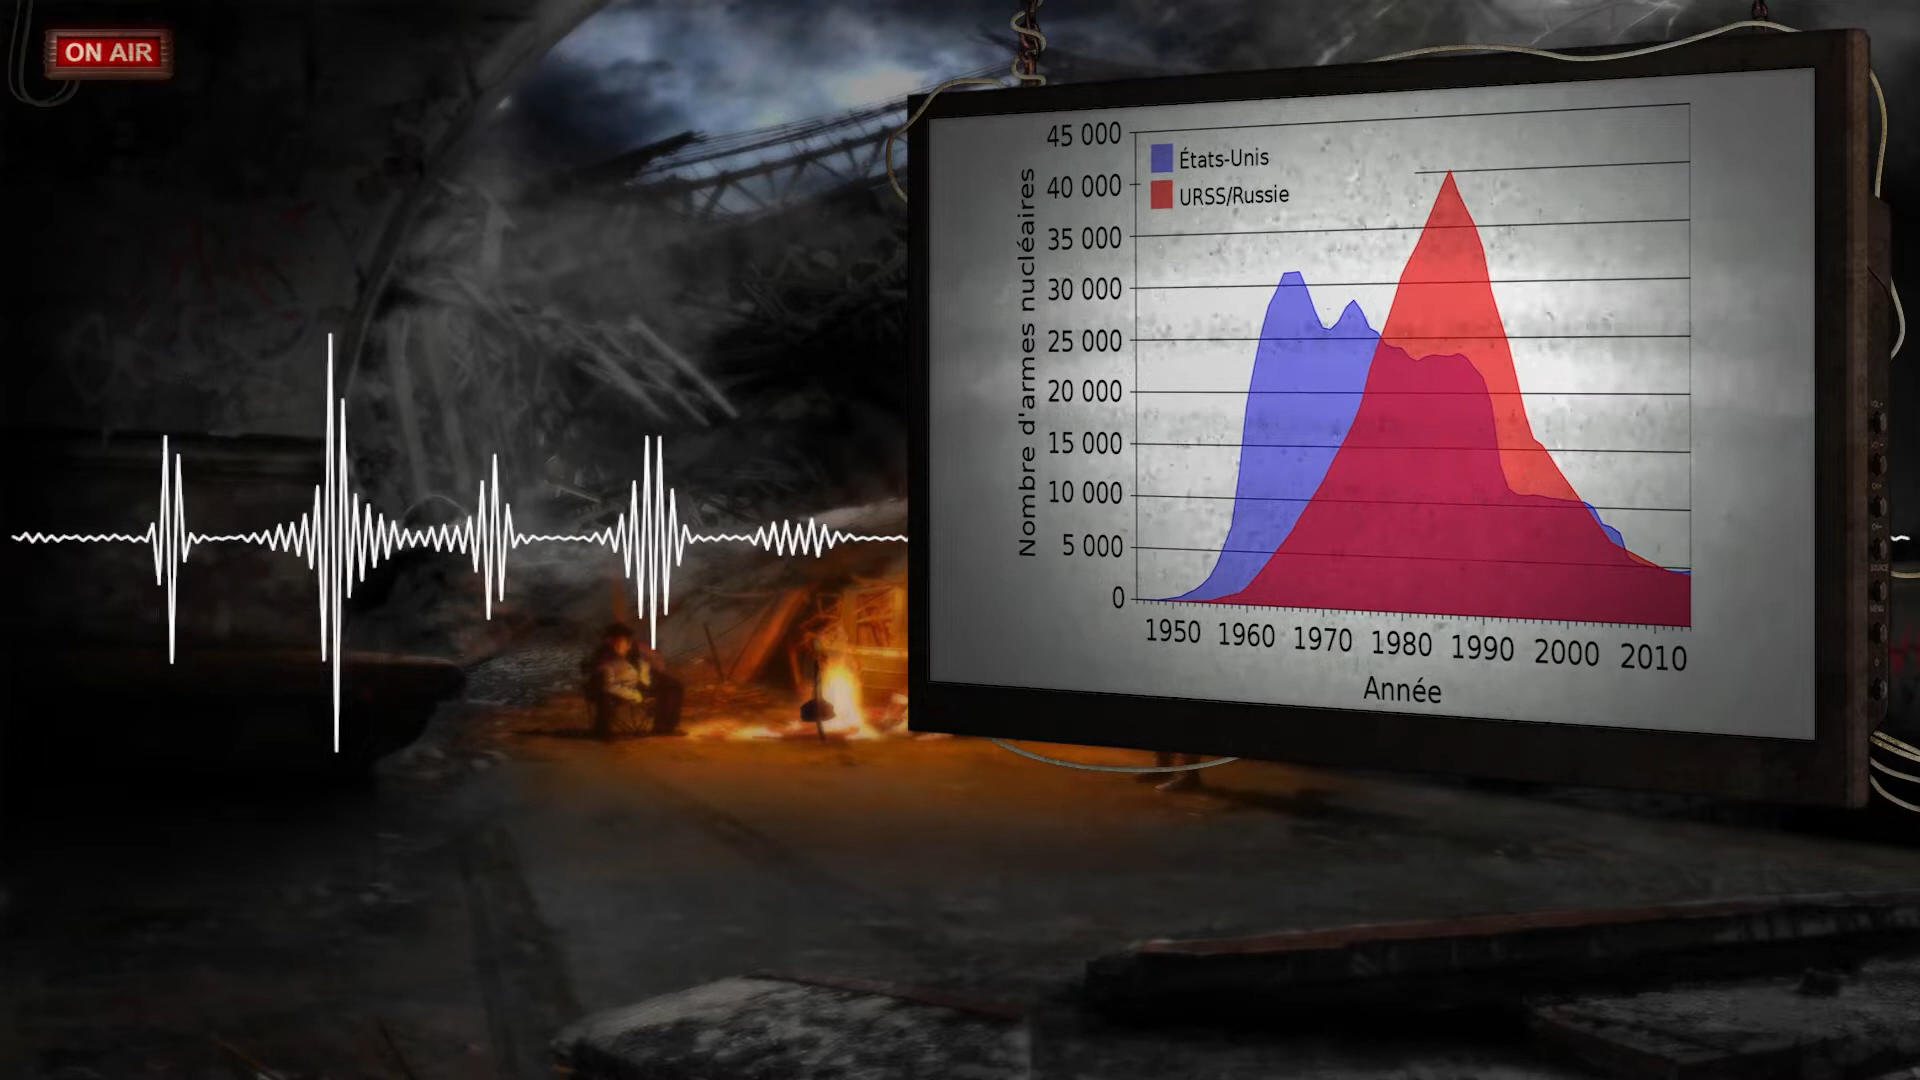 ON AIR
États-Unis
URSS/Russie
Nombre d'armes nucléaires
45 000
40 000
35 000
30 000
25 000
20 000
15 000
10 000
5 000
0
1950 1960 1970 1980 1990 2000 2010
Année